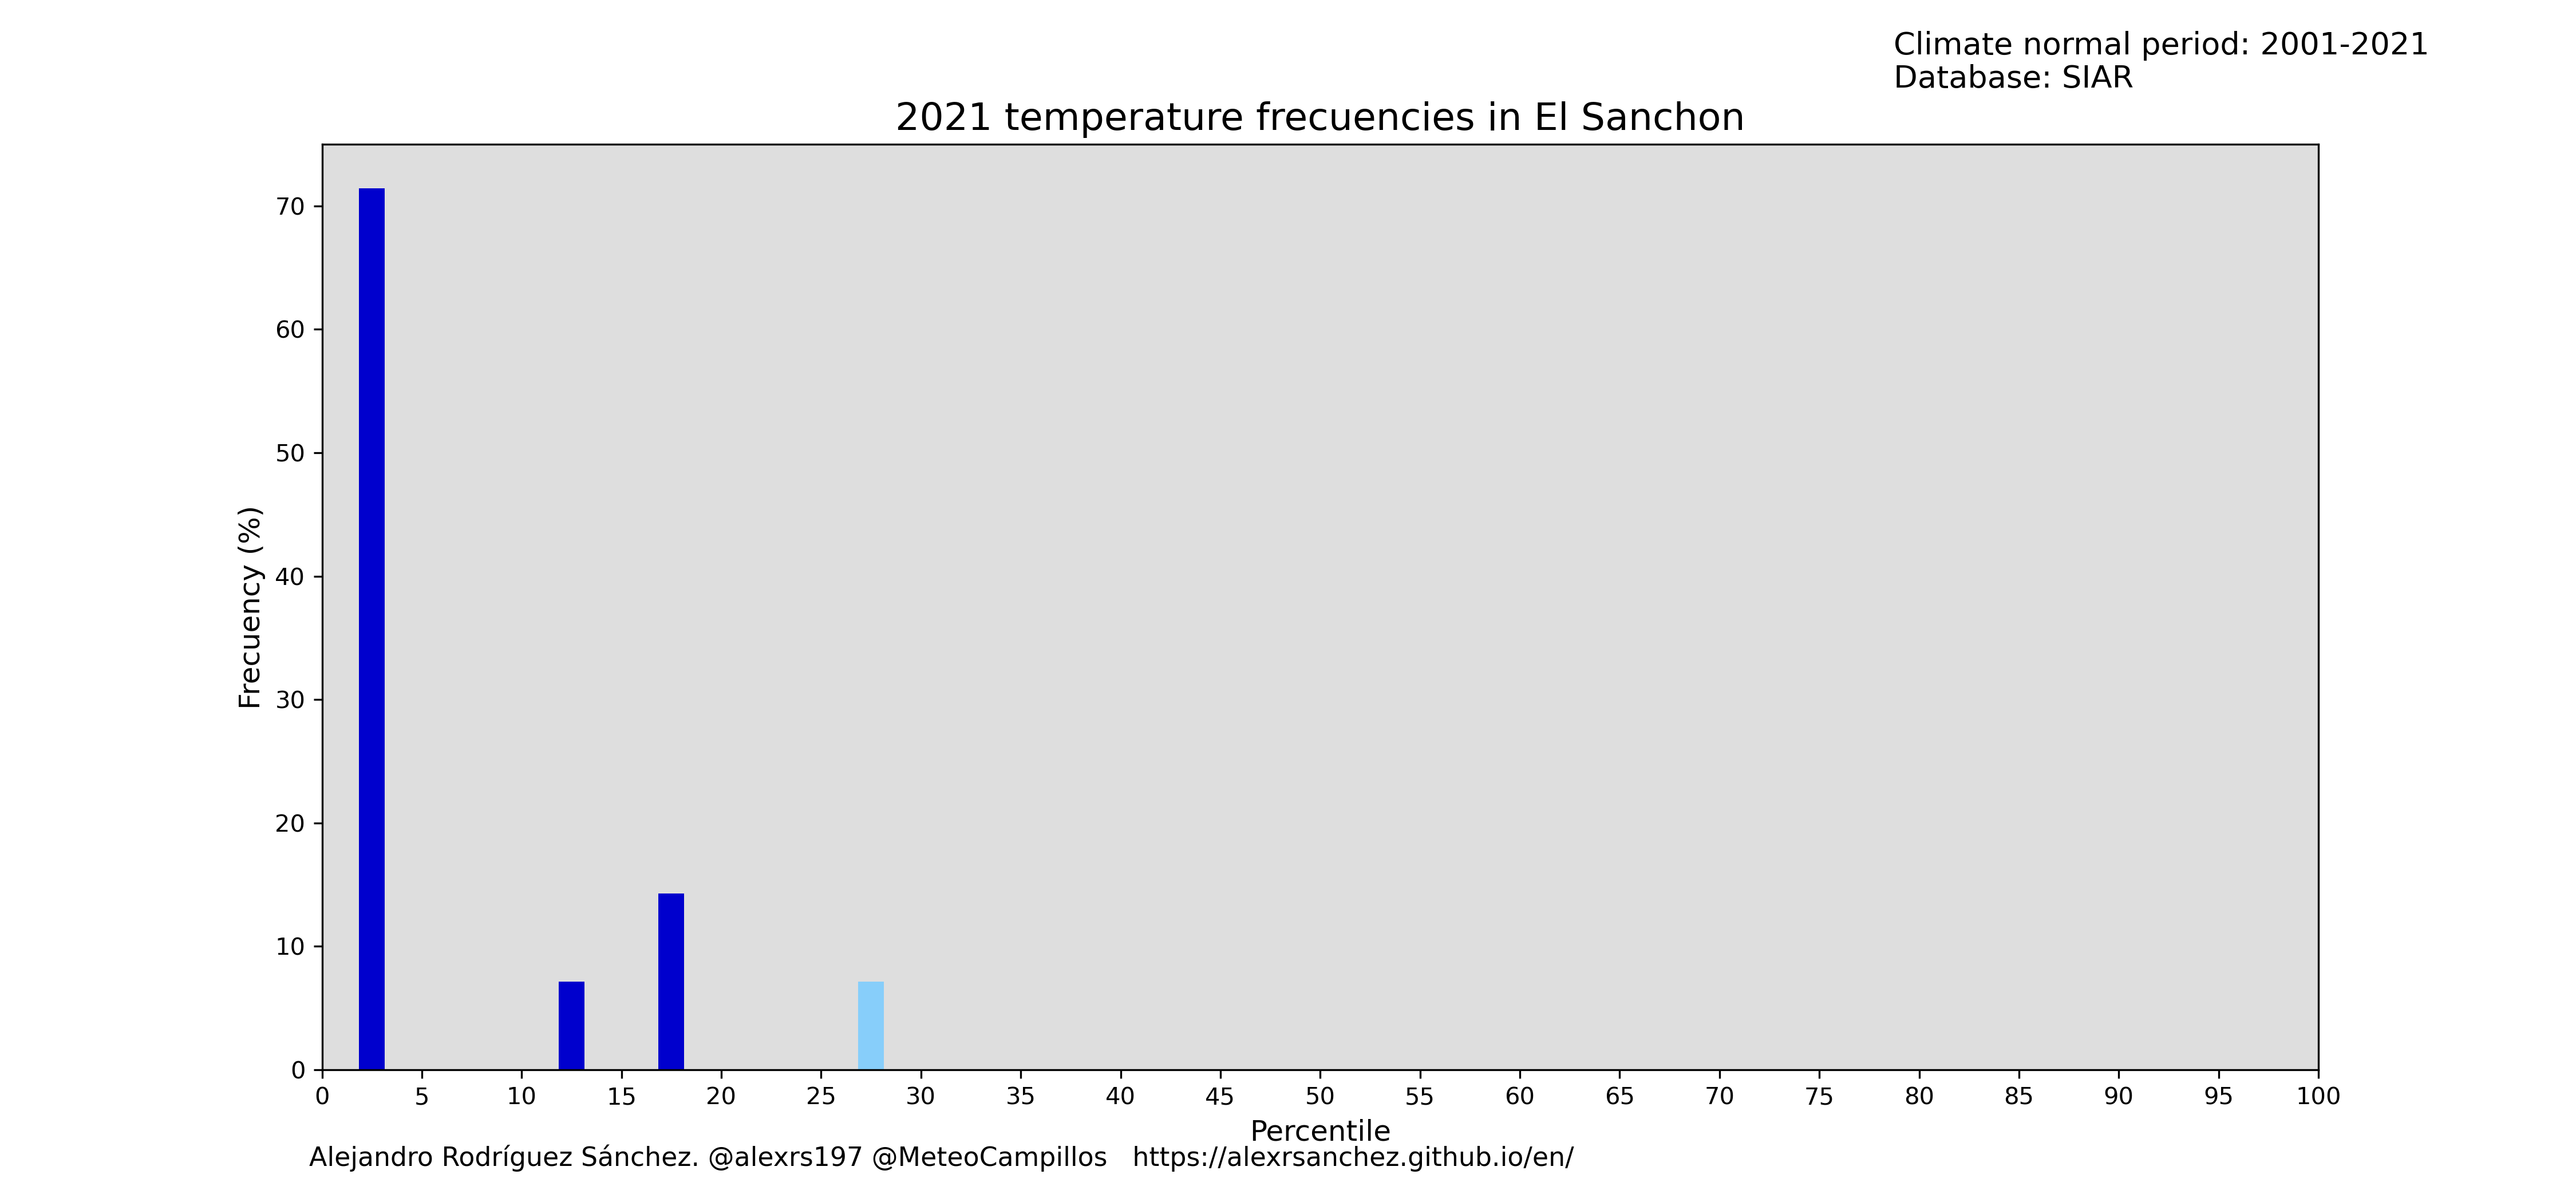 Climate normal period: 2001-2021
Database: SIAR
2021 temperature frecuencies in El Sanchon
Frecuency (%)
70
60
50
40
30
20
10
0
0 5 10 15 20 25 30 35 40 45 50 55 60 65 70 75 80 85 90 95 100
Percentile
Alejandro Rodríguez Sánchez. @alexrs197 @MeteoCampillos https://alexrsanchez.github.io/en/